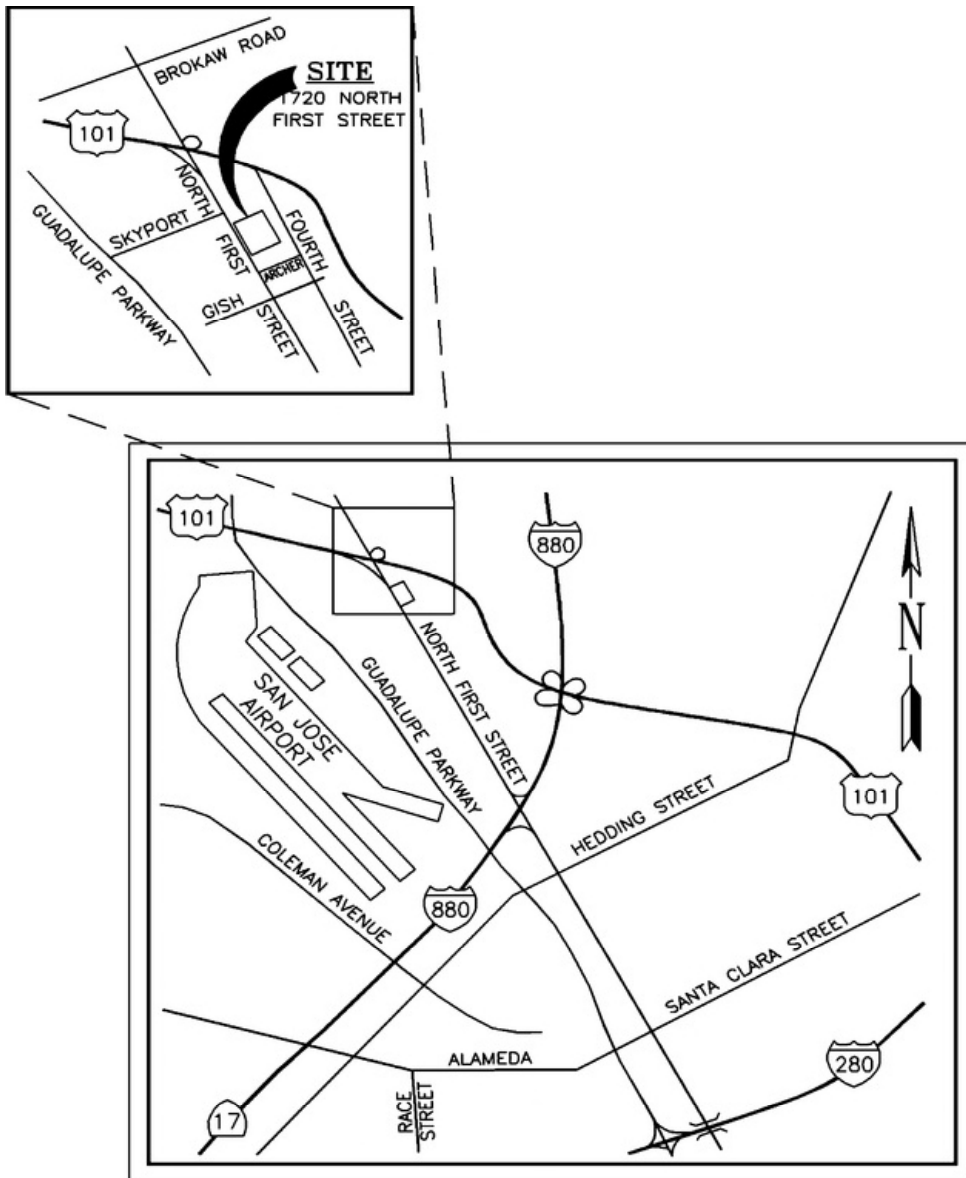 BROKAW ROAD
SITE
1720 NORTH
FIRST STREET
101
NORTH
FIRST
STREET
SKYPORT
GUADALUPE PARKWAY
FOURTH
STREET
ARCHER
GISH
101
880
N
NORTH FIRST STREET
GUADALUPE PARKWAY
SAN JOSE
AIRPORT
101
HEDDING STREET
COLEMAN AVENUE
880
SANTA CLARA STREET
ALAMEDA
280
RACE
STREET
17